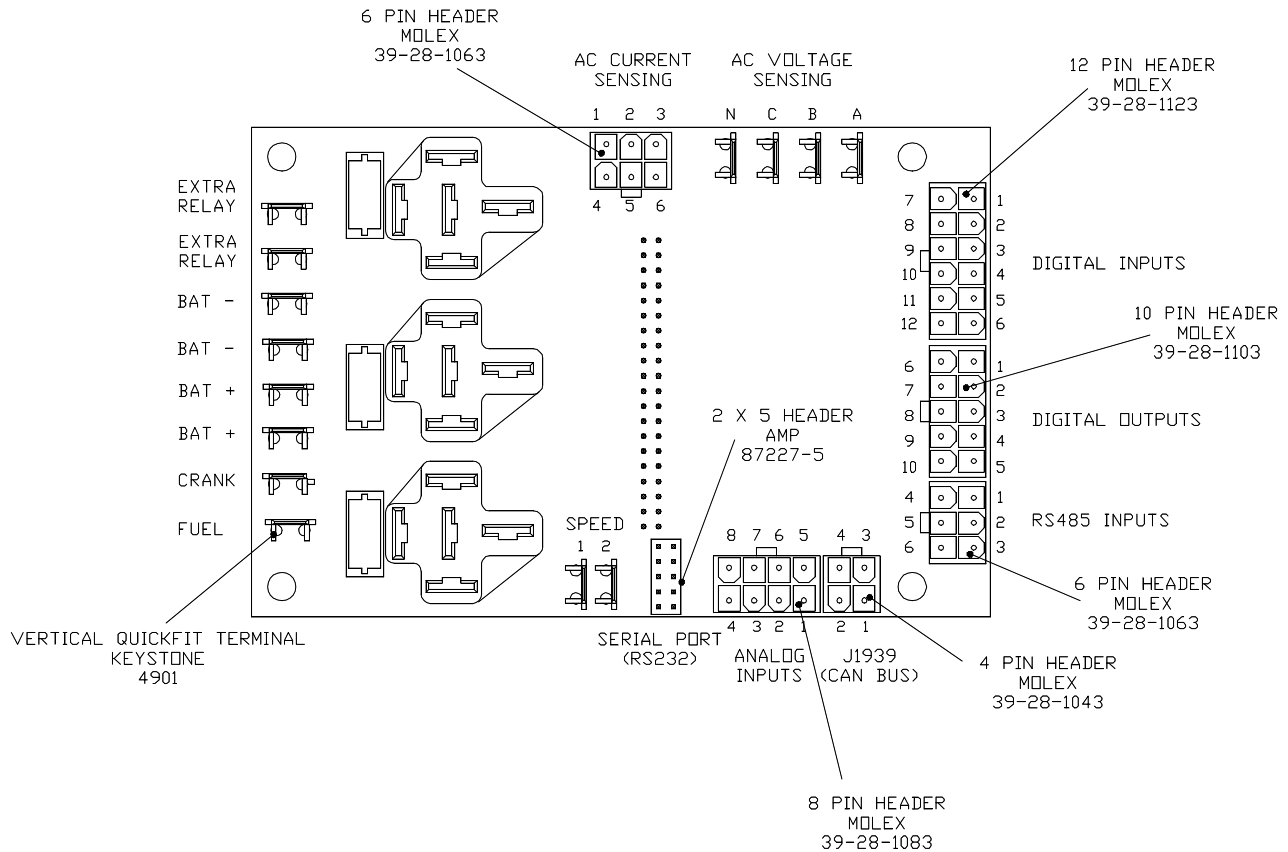 6 PIN HEADER
MOLEX
39-28-1063
AC CURRENT
SENSING
AC VOLTAGE
SENSING
12 PIN HEADER
MOLEX
39-28-1123
1 2 3
N C B A
4 5 6
EXTRA
RELAY
EXTRA
RELAY
BAT -
BAT -
BAT +
BAT +
CRANK
FUEL
7 1
8 2
9 3
10 4
11 5
12 6
DIGITAL INPUTS
10 PIN HEADER
MOLEX
39-28-1103
6 1
7 2
8 3
9 4
10 5
DIGITAL OUTPUTS
2 X 5 HEADER
AMP
87227-5
4 1
5 2
6 3
RS485 INPUTS
SPEED
1 2
8 7 6 5
4 3
4 3 2 1
2 1
6 PIN HEADER
MOLEX
39-28-1063
VERTICAL QUICKFIT TERMINAL
KEYSTONE
4901
SERIAL PORT
(RS232)
ANALOG
INPUTS
J1939
(CAN BUS)
4 PIN HEADER
MOLEX
39-28-1043
8 PIN HEADER
MOLEX
39-28-1083